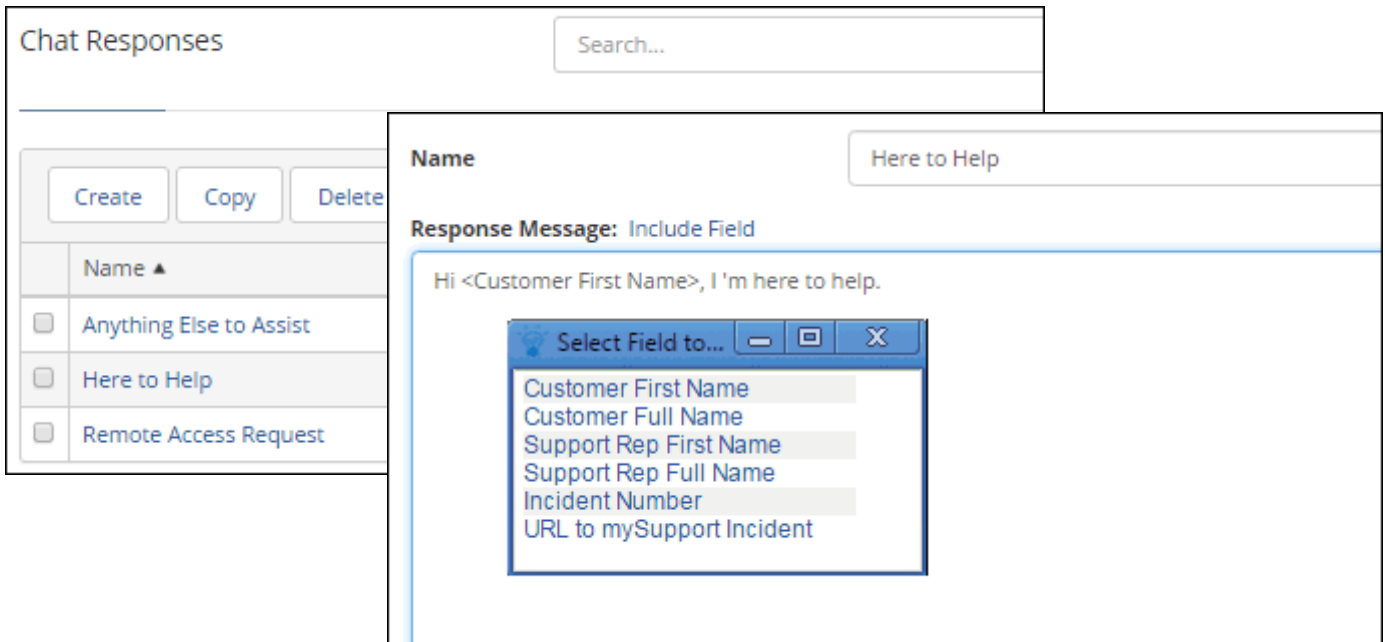 Chat Responses
Search...
Create Copy Delete
Name ▲
Anything Else to Assist
Here to Help
Remote Access Request
Name Here to Help
Response Message: Include Field
Hi <Customer First Name>, I 'm here to help.
Select Field to...
Customer First Name
Customer Full Name
Support Rep First Name
Support Rep Full Name
Incident Number
URL to mySupport Incident